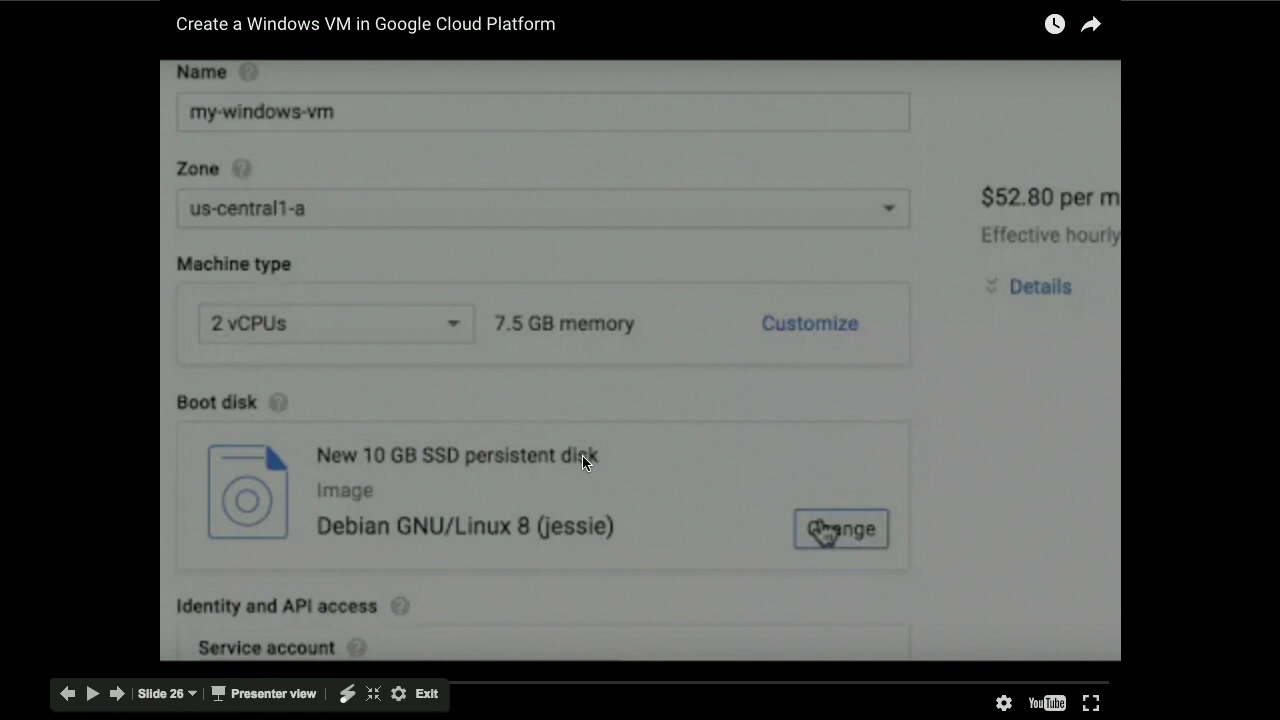 Create a Windows VM in Google Cloud Platform
Name
my-windows-vm
Zone
us-central1-a
$52.80 per m
Effective hourly
Details
Machine type
2 vCPUs
7.5 GB memory
Customize
Boot disk
New 10 GB SSD persistent disk
Image
Debian GNU/Linux 8 (jessie)
Change
Identity and API access
Service account
Slide 26
Presenter view
Exit
YouTube